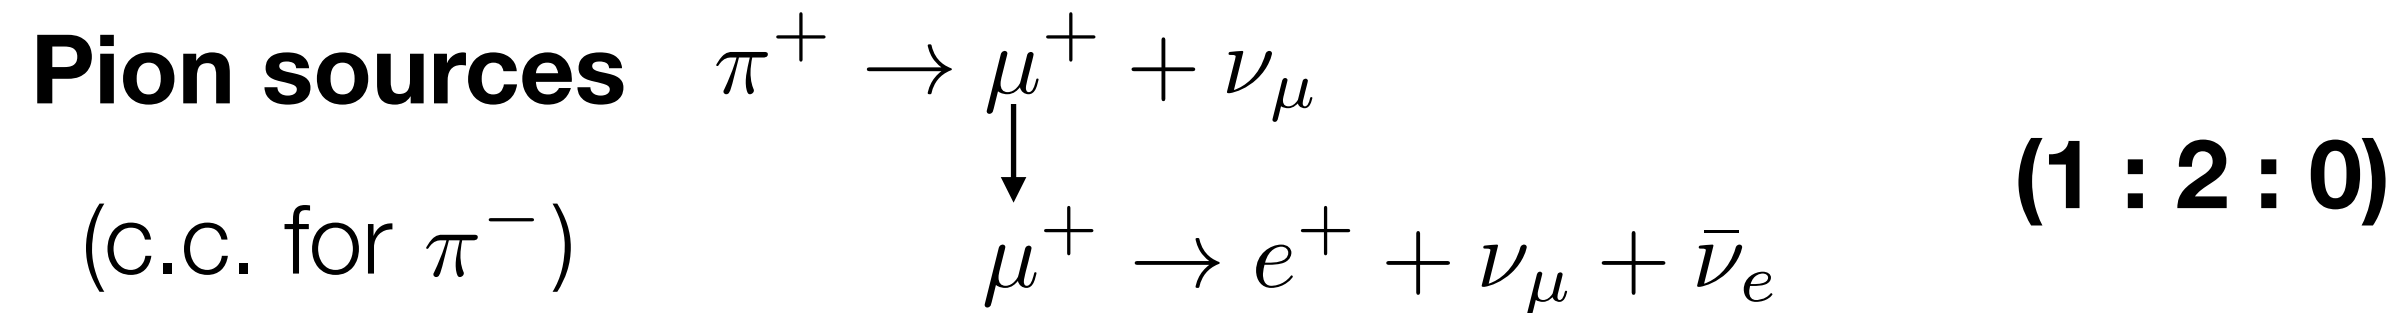 Pion sources π⁺ → μ⁺ + ν_μ
(1 : 2 : 0)
(c.c. for π⁻) μ⁺ → e⁺ + ν_μ + ν̄_e